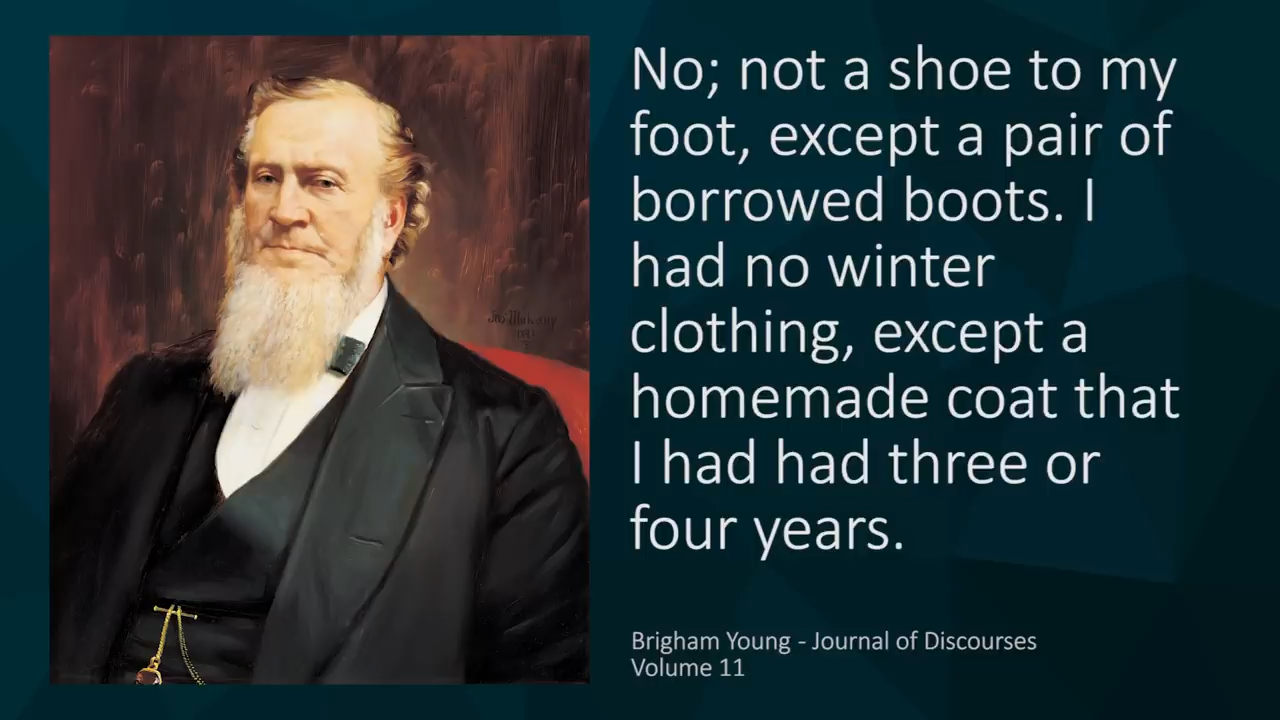 No; not a shoe to my
foot, except a pair of
borrowed boots. I
had no winter
clothing, except a
homemade coat that
I had had three or
four years.
Brigham Young - Journal of Discourses
Volume 11